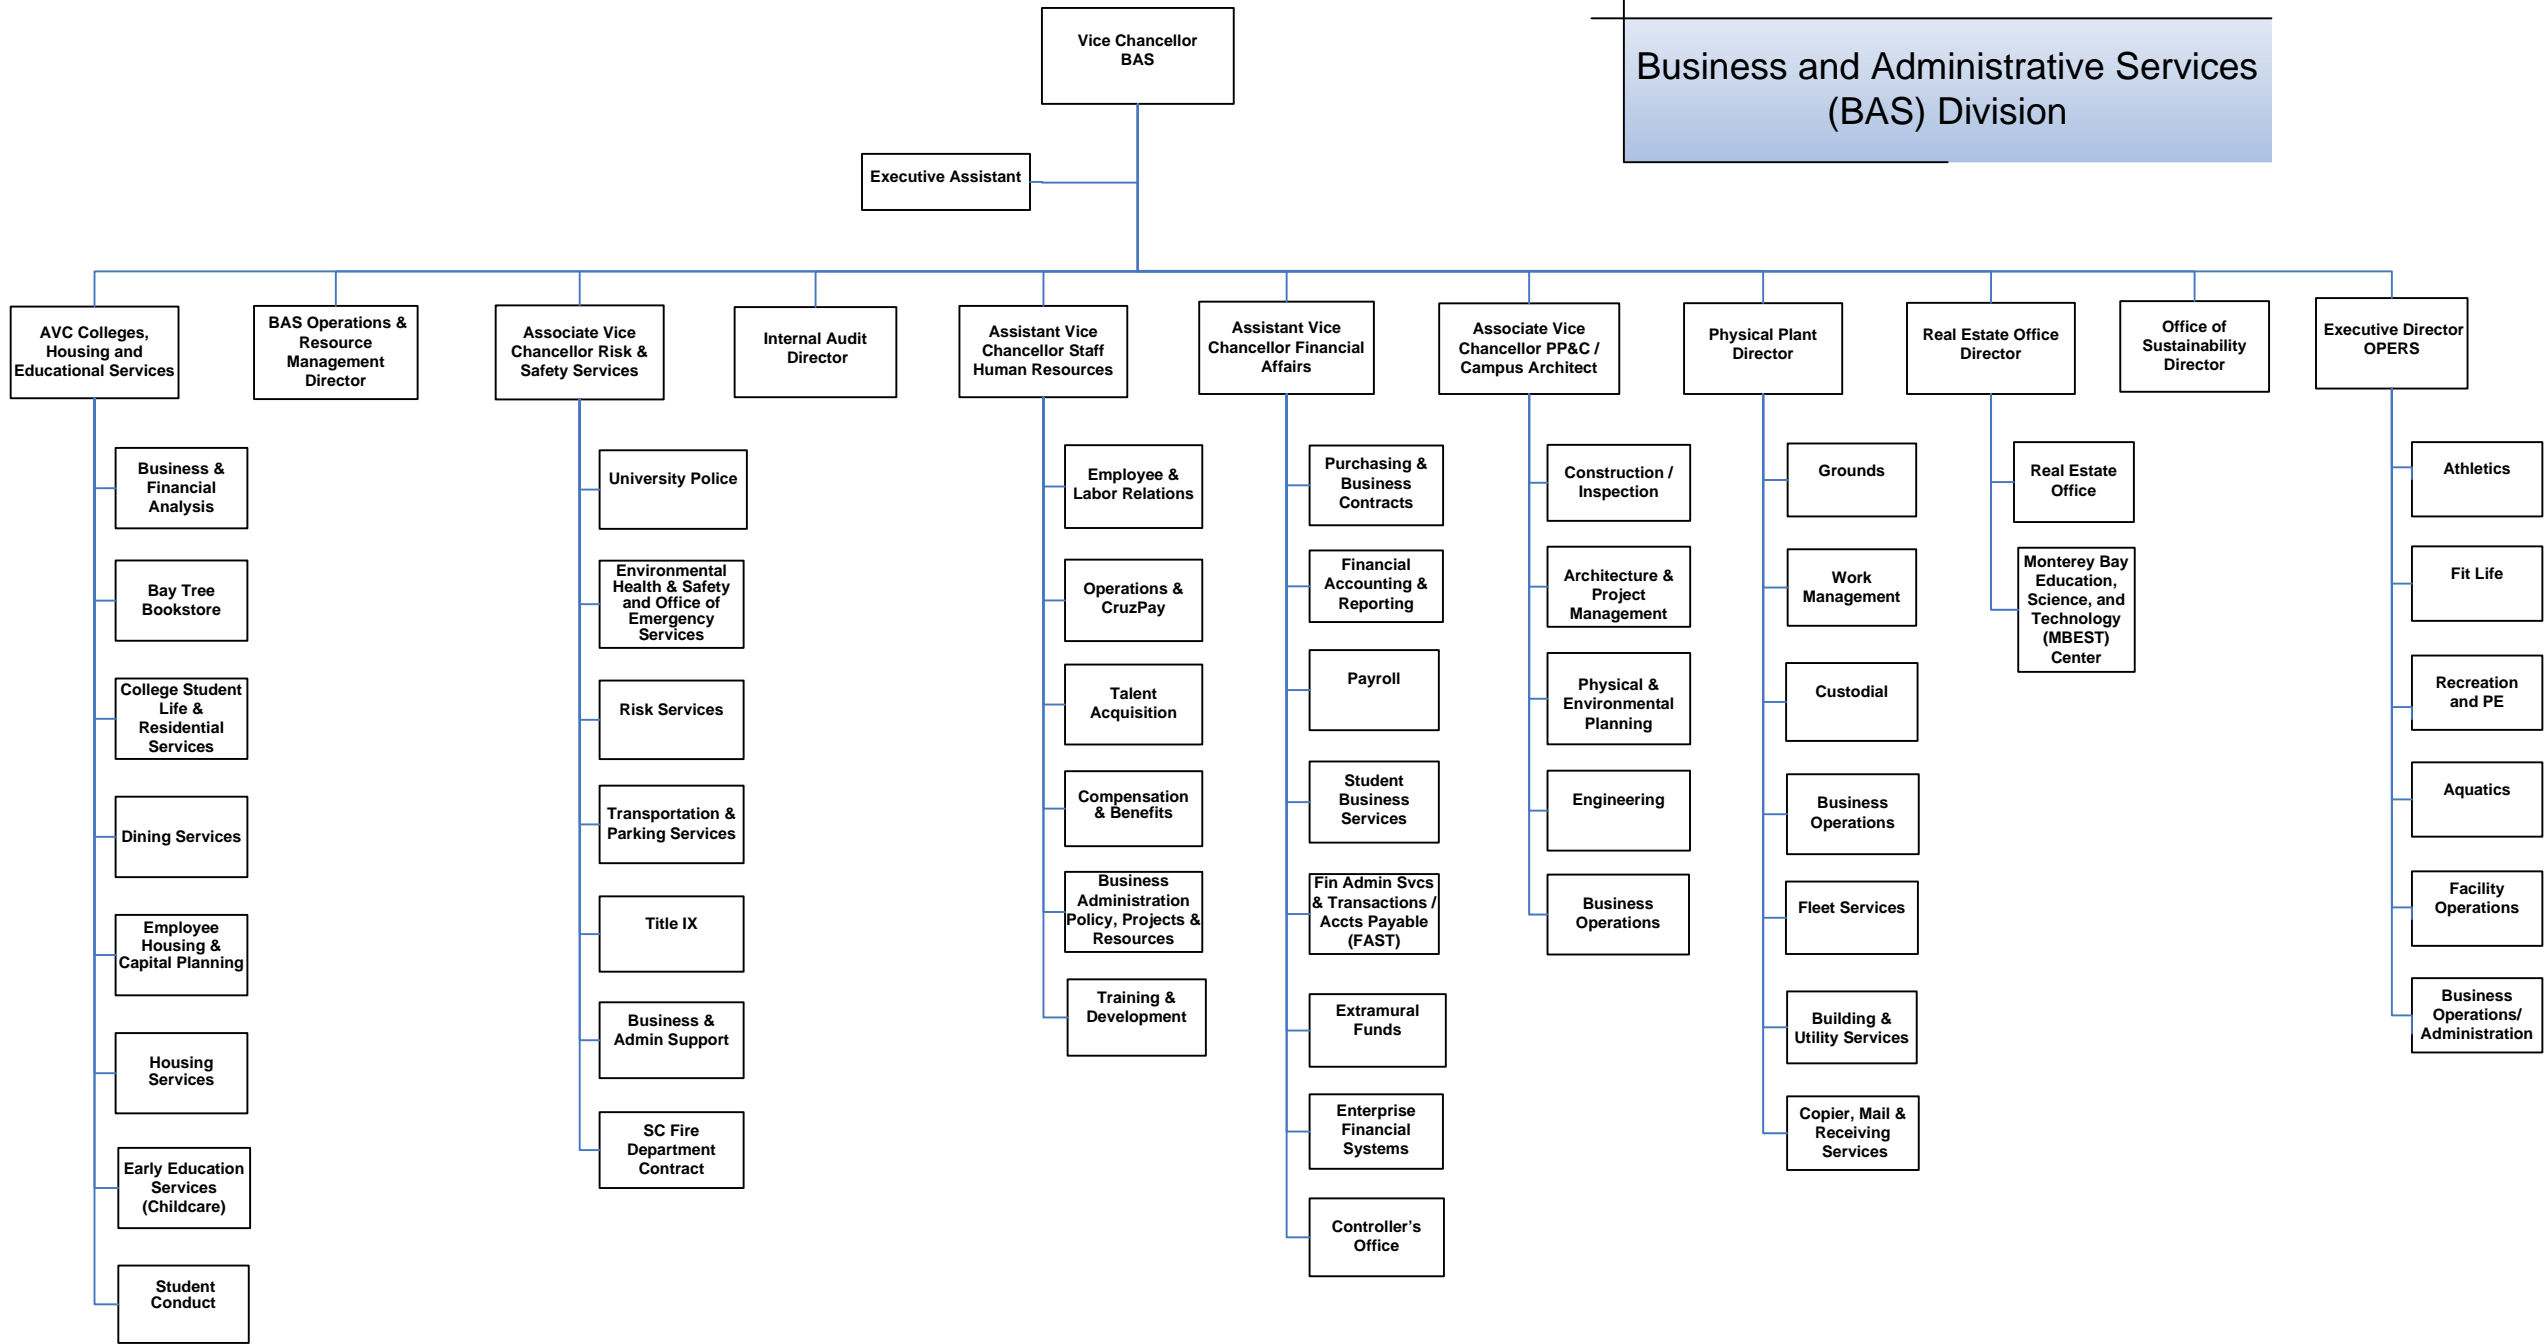 Vice Chancellor
BAS
Business and Administrative Services
(BAS) Division
Executive Assistant
AVC Colleges,
Housing and
Educational Services
BAS Operations &
Resource
Management
Director
Associate Vice
Chancellor Risk &
Safety Services
Internal Audit
Director
Assistant Vice
Chancellor Staff
Human Resources
Assistant Vice
Chancellor Financial
Affairs
Associate Vice
Chancellor PP&C /
Campus Architect
Physical Plant
Director
Real Estate Office
Director
Office of
Sustainability
Director
Executive Director
OPERS
Business &
Financial
Analysis
Bay Tree
Bookstore
College Student
Life &
Residential
Services
Dining Services
Employee
Housing &
Capital Planning
Housing
Services
Early Education
Services
(Childcare)
Student
Conduct
University Police
Environmental
Health & Safety
and Office of
Emergency
Services
Risk Services
Transportation &
Parking Services
Title IX
Business &
Admin Support
SC Fire
Department
Contract
Employee &
Labor Relations
Operations &
CruzPay
Talent
Acquisition
Compensation
& Benefits
Business
Administration
Policy, Projects &
Resources
Training &
Development
Purchasing &
Business
Contracts
Financial
Accounting &
Reporting
Payroll
Student
Business
Services
Fin Admin Svcs
& Transactions /
Accts Payable
(FAST)
Extramural
Funds
Enterprise
Financial
Systems
Controller’s
Office
Construction /
Inspection
Architecture &
Project
Management
Physical &
Environmental
Planning
Engineering
Business
Operations
Grounds
Work
Management
Custodial
Business
Operations
Fleet Services
Building &
Utility Services
Copier, Mail &
Receiving
Services
Real Estate
Office
Monterey Bay
Education,
Science, and
Technology
(MBEST)
Center
Athletics
Fit Life
Recreation
and PE
Aquatics
Facility
Operations
Business
Operations/
Administration